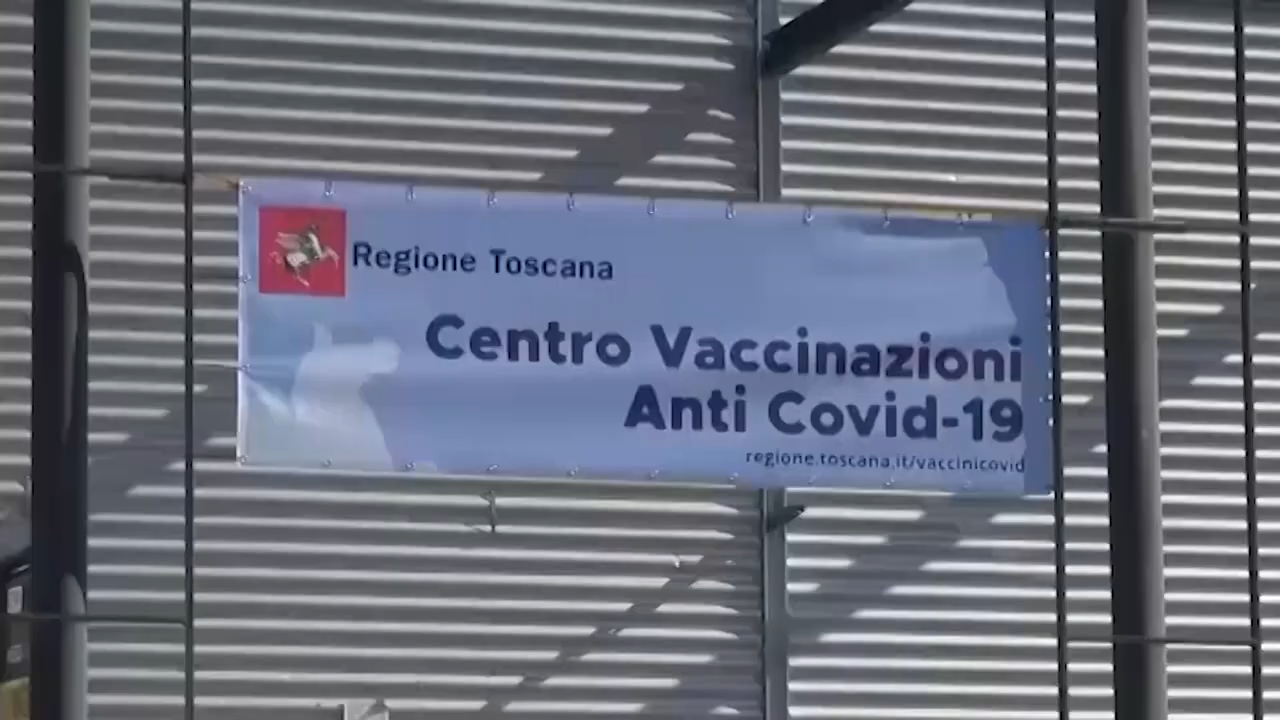 Regione Toscana
Centro Vaccinazioni
Anti Covid-19
regione.toscana.it/vaccinicovid